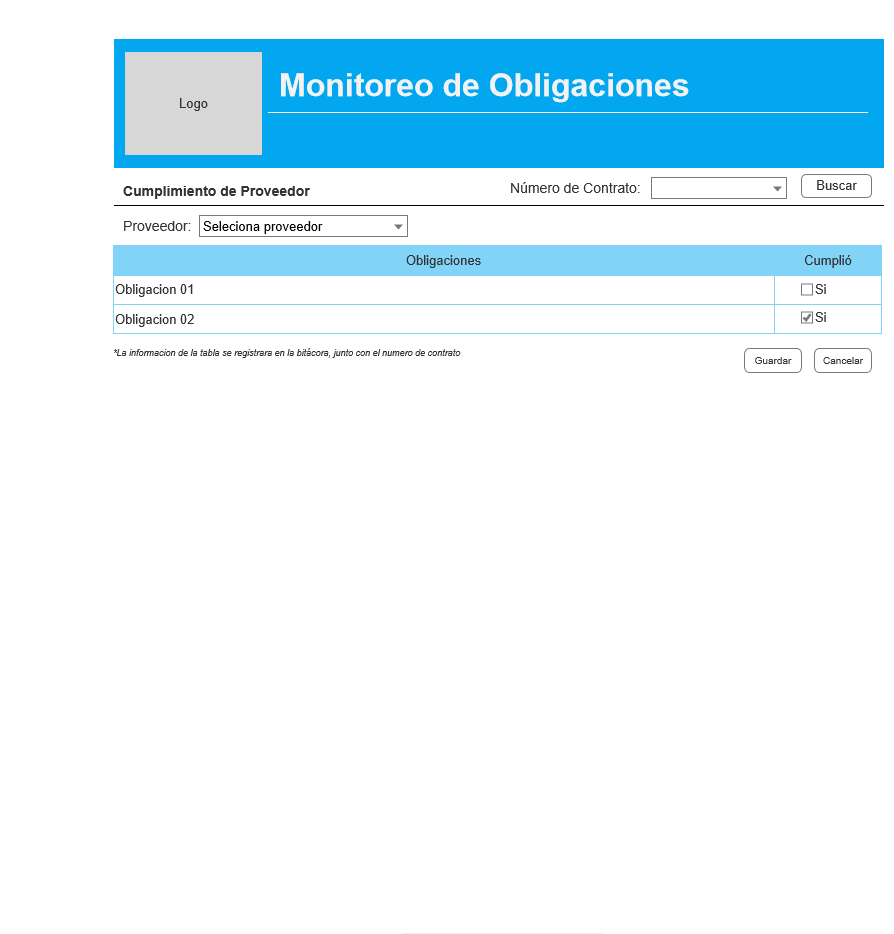 Logo
Monitoreo de Obligaciones
Cumplimiento de Proveedor
Número de Contrato:
Buscar
Proveedor: Seleciona proveedor
Obligaciones Cumplió
Obligacion 01 Si
Obligacion 02 Si
*La informacion de la tabla se registrara en la bitácora, junto con el numero de contrato
Guardar Cancelar